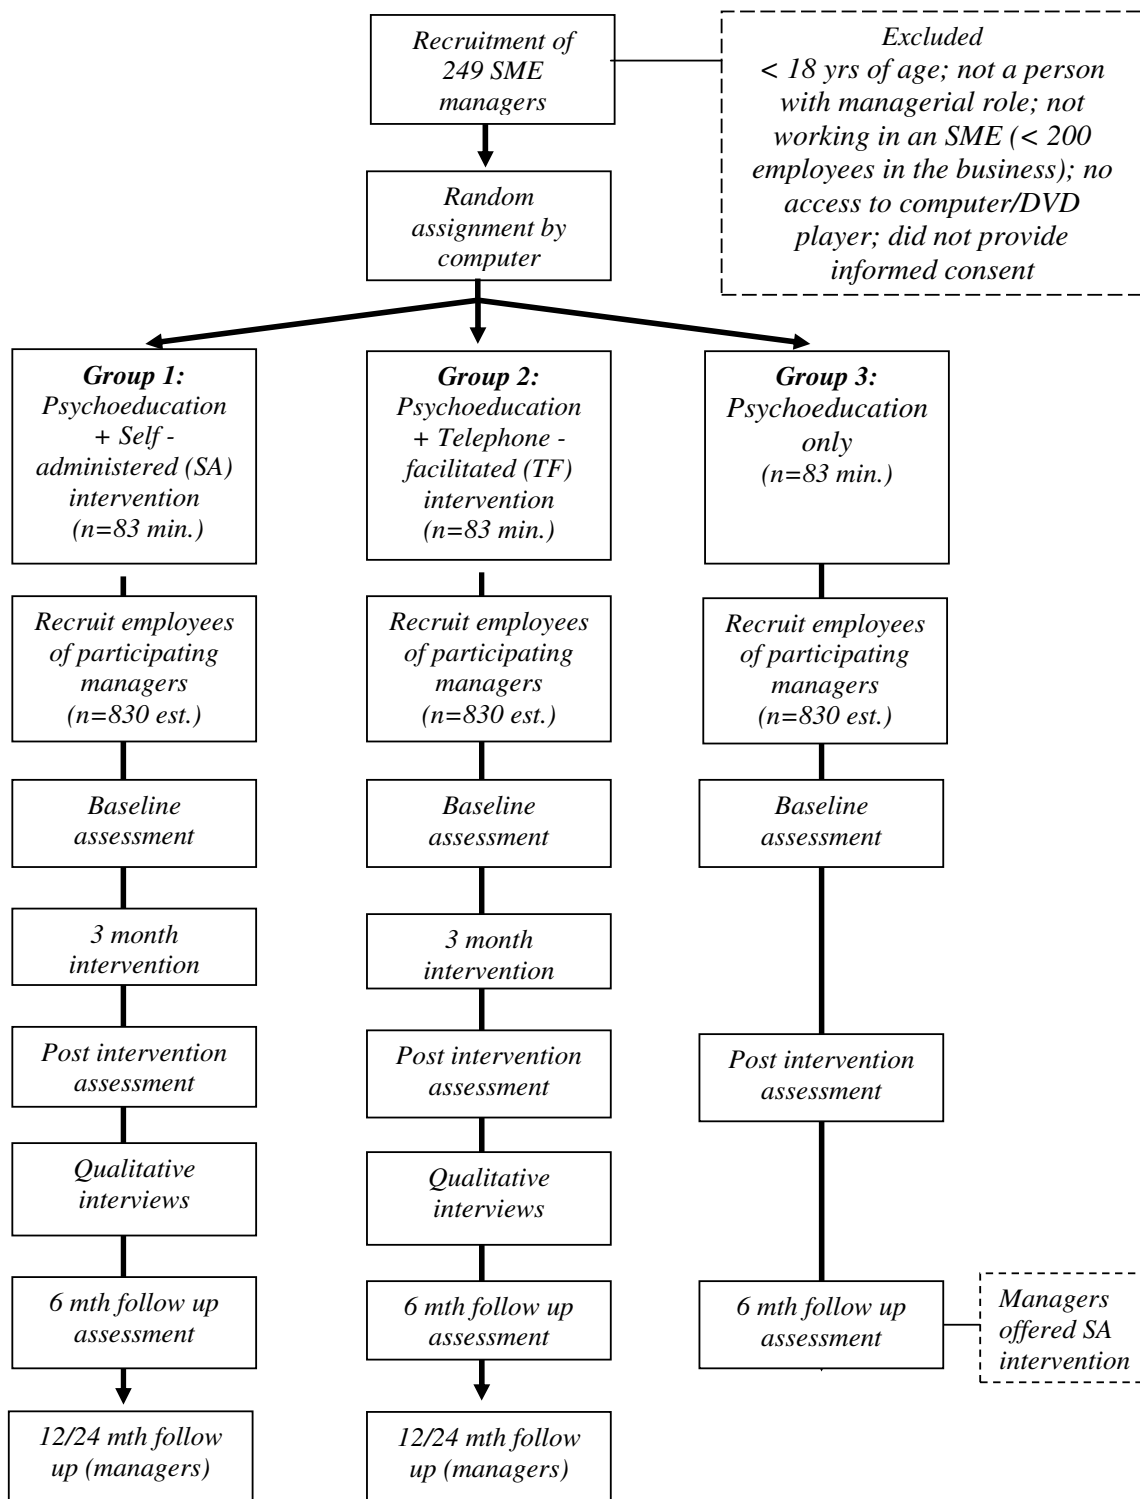 Recruitment of
249 SME
managers
Excluded
< 18 yrs of age; not a person
with managerial role; not
working in an SME (< 200
employees in the business); no
access to computer/DVD
player; did not provide
informed consent
Random
assignment by
computer
Group 1:
Psychoeducation
+ Self -
administered (SA)
intervention
(n=83 min.)
Group 2:
Psychoeducation
+ Telephone -
facilitated (TF)
intervention
(n=83 min.)
Group 3:
Psychoeducation
only
(n=83 min.)
Recruit employees
of participating
managers
(n=830 est.)
Recruit employees
of participating
managers
(n=830 est.)
Recruit employees
of participating
managers
(n=830 est.)
Baseline
assessment
Baseline
assessment
Baseline
assessment
3 month
intervention
3 month
intervention
Post intervention
assessment
Post intervention
assessment
Post intervention
assessment
Qualitative
interviews
Qualitative
interviews
6 mth follow up
assessment
6 mth follow up
assessment
6 mth follow up
assessment
Managers
offered SA
intervention
12/24 mth follow
up (managers)
12/24 mth follow
up (managers)